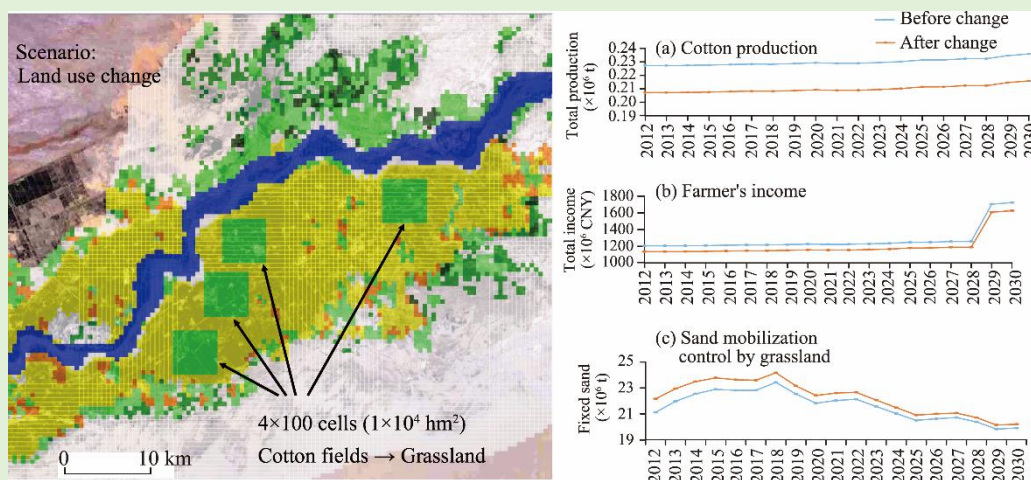 Scenario:
Land use change
4×100 cells (1×10⁴ hm²)
Cotton fields → Grassland
0 10 km
Before change
After change
(a) Cotton production
Total production
(×10⁶ t)
0.24
0.23
0.21
0.20
0.19
2012 2013 2014 2015 2016 2017 2018 2019 2020 2021 2022 2023 2024 2025 2026 2027 2028 2029 2030
(b) Farmer's income
Total income
(×10⁶ CNY)
1800
1600
1200
1000
2012 2013 2014 2015 2016 2017 2018 2019 2020 2021 2022 2023 2024 2025 2026 2027 2028 2029 2030
(c) Sand mobilization
control by grassland
Fixed sand
(×10⁶ t)
25
23
21
19
2012 2013 2014 2015 2016 2017 2018 2019 2020 2021 2022 2023 2024 2025 2026 2027 2028 2029 2030